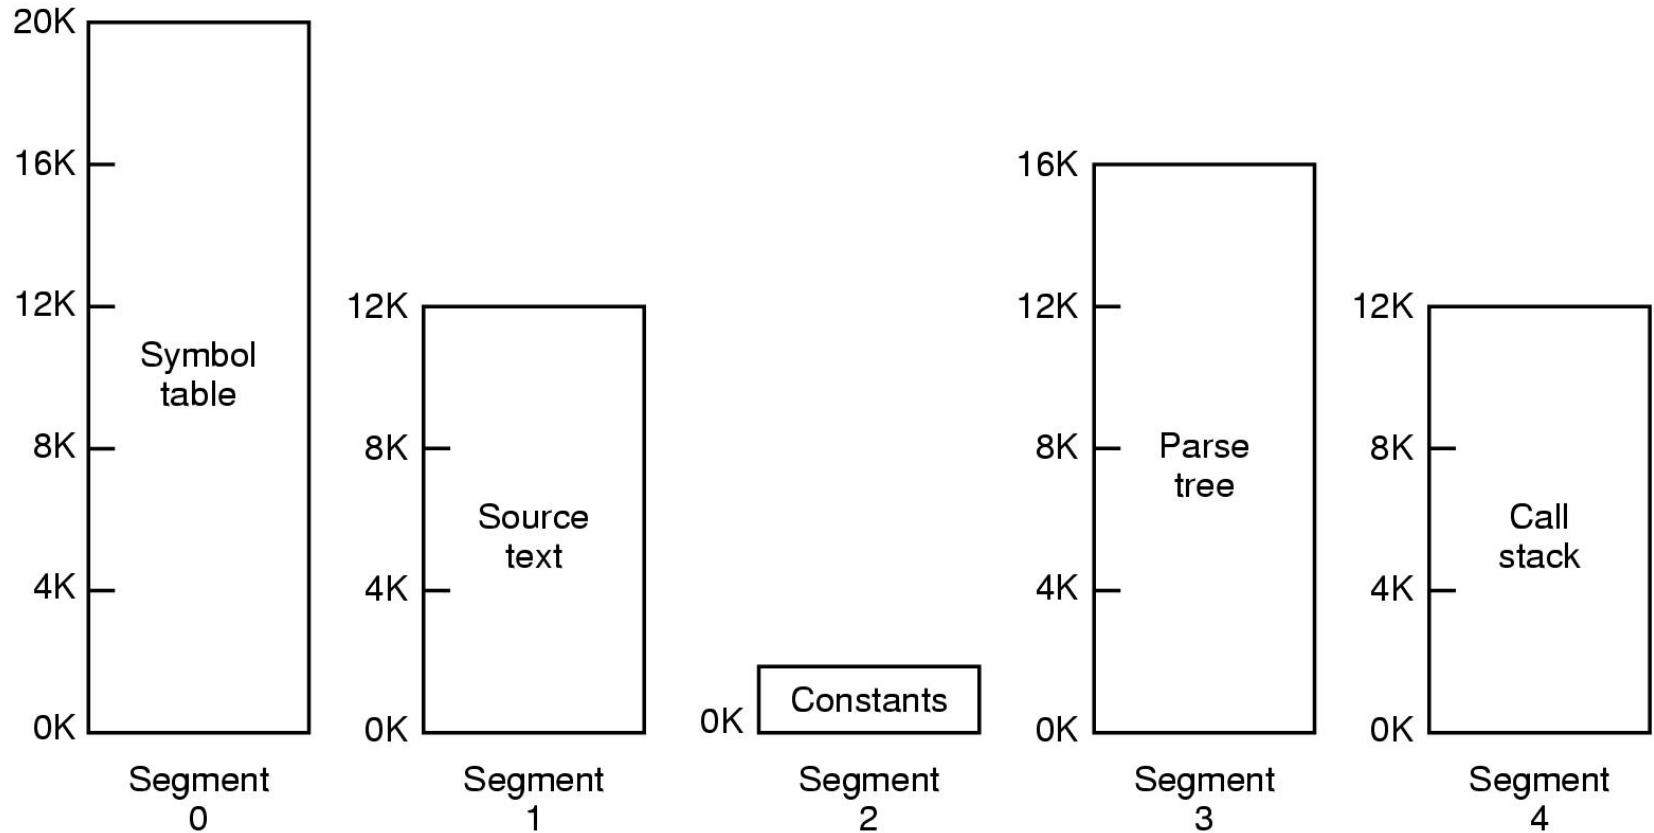 20K
16K
12K
8K
4K
0K
Symbol
table
Segment
0
12K
8K
4K
0K
Source
text
Segment
1
0K
Constants
Segment
2
16K
12K
8K
4K
0K
Parse
tree
Segment
3
12K
8K
4K
0K
Call
stack
Segment
4